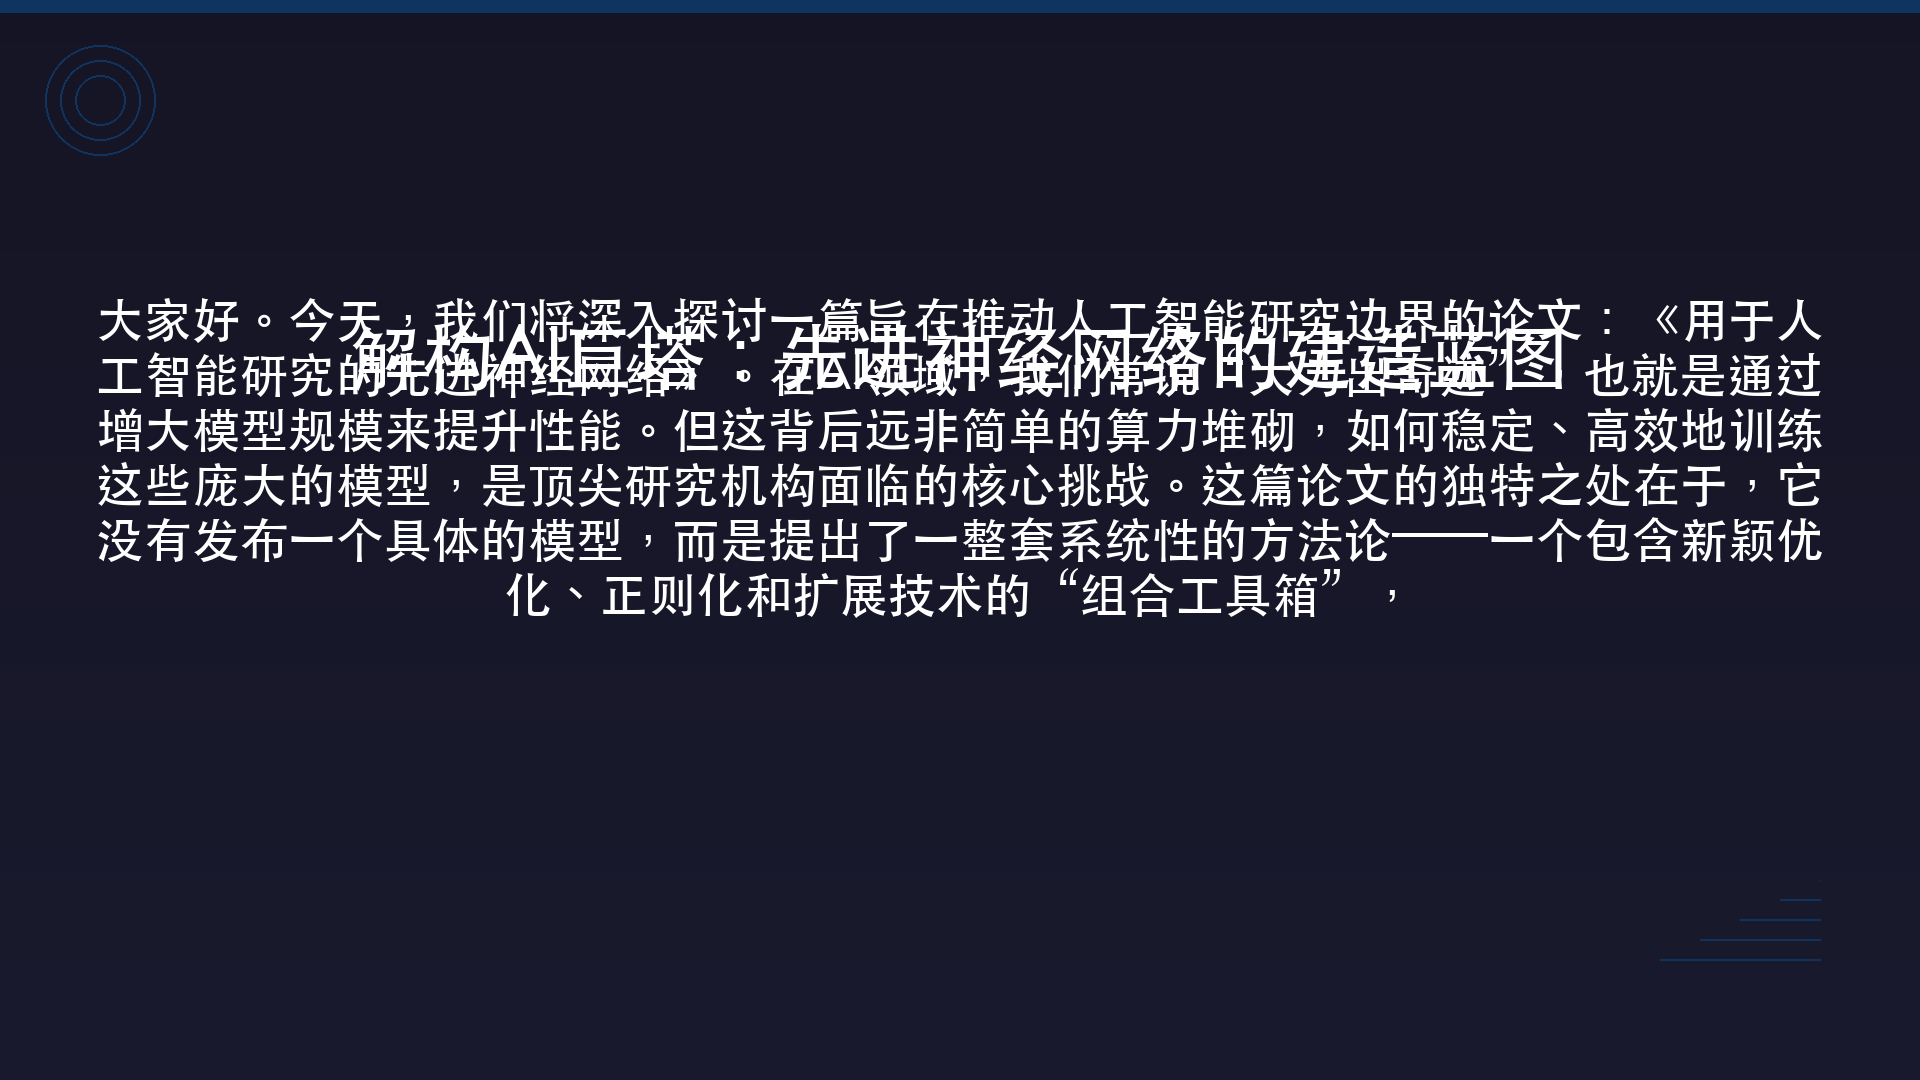 大家好。今天，我们将深入探讨一篇旨在推动人工智能研究边界的论文：《用于人
解构AI巨塔：先进神经网络的建造蓝图
工智能研究的先进神经网络》。在AI领域，我们常说“大力出奇迹”，也就是通过
增大模型规模来提升性能。但这背后远非简单的算力堆砌，如何稳定、高效地训练
这些庞大的模型，是顶尖研究机构面临的核心挑战。这篇论文的独特之处在于，它
没有发布一个具体的模型，而是提出了一整套系统性的方法论——一个包含新颖优
化、正则化和扩展技术的“组合工具箱”，